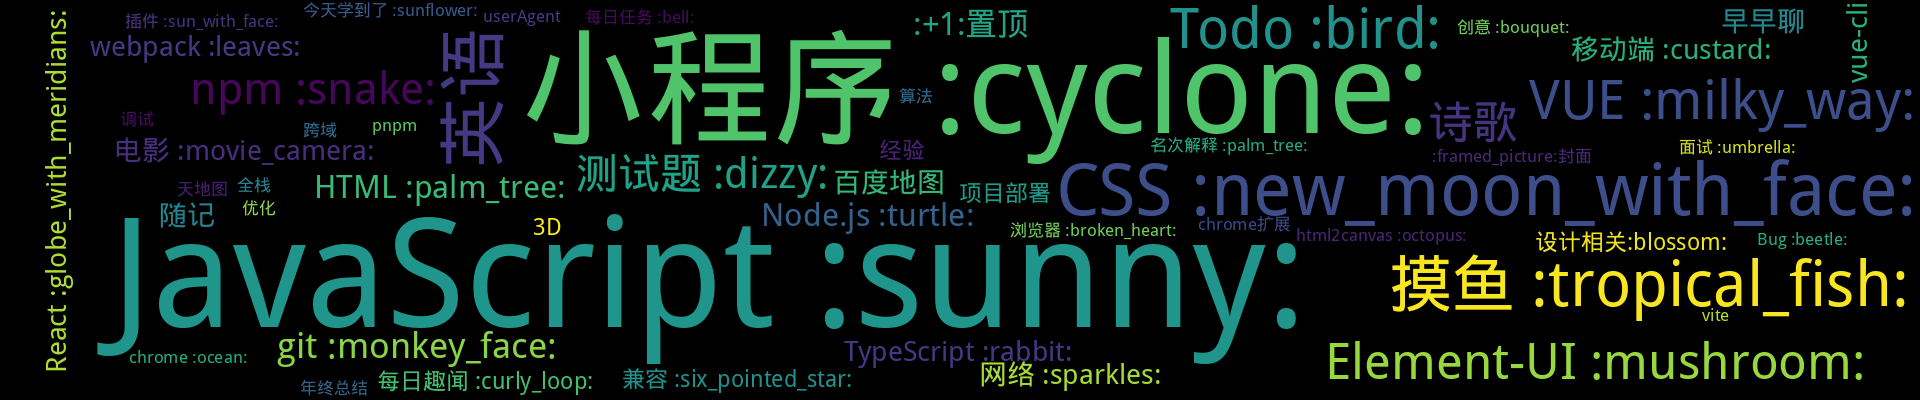 插件 :sun_with_face:
今天学到了 :sunflower:
userAgent
每日任务 :bell:
:+1:置顶
Todo :bird:
创意 :bouquet:
早早聊
vue-cli
webpack :leaves:
英语
小程序 :cyclone:
移动端 :custard:
React :globe_with_meridians:
npm :snake:
算法
诗歌
VUE :milky_way:
调试
跨域
pnpm
电影 :movie_camera:
测试题 :dizzy:
经验
名次解释 :palm_tree:
:framed_picture:封面
面试 :umbrella:
天地图
全栈
HTML :palm_tree:
百度地图
项目部署
CSS :new_moon_with_face:
随记
优化
3D
Node.js :turtle:
浏览器 :broken_heart:
chrome扩展
html2canvas :octopus:
设计相关:blossom:
Bug :beetle:
JavaScript :sunny:
摸鱼 :tropical_fish:
vite
chrome :ocean:
git :monkey_face:
TypeScript :rabbit:
Element-UI :mushroom:
年终总结
每日趣闻 :curly_loop:
兼容 :six_pointed_star:
网络 :sparkles: